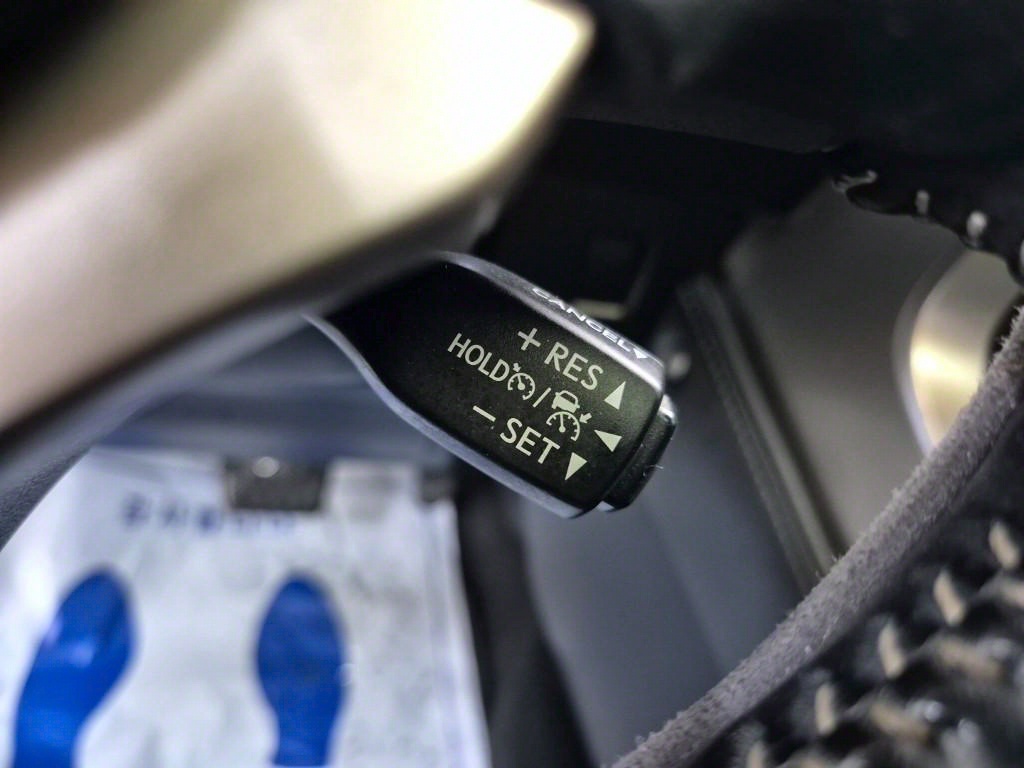 CANCEL
+ RES
HOLD /
− SET